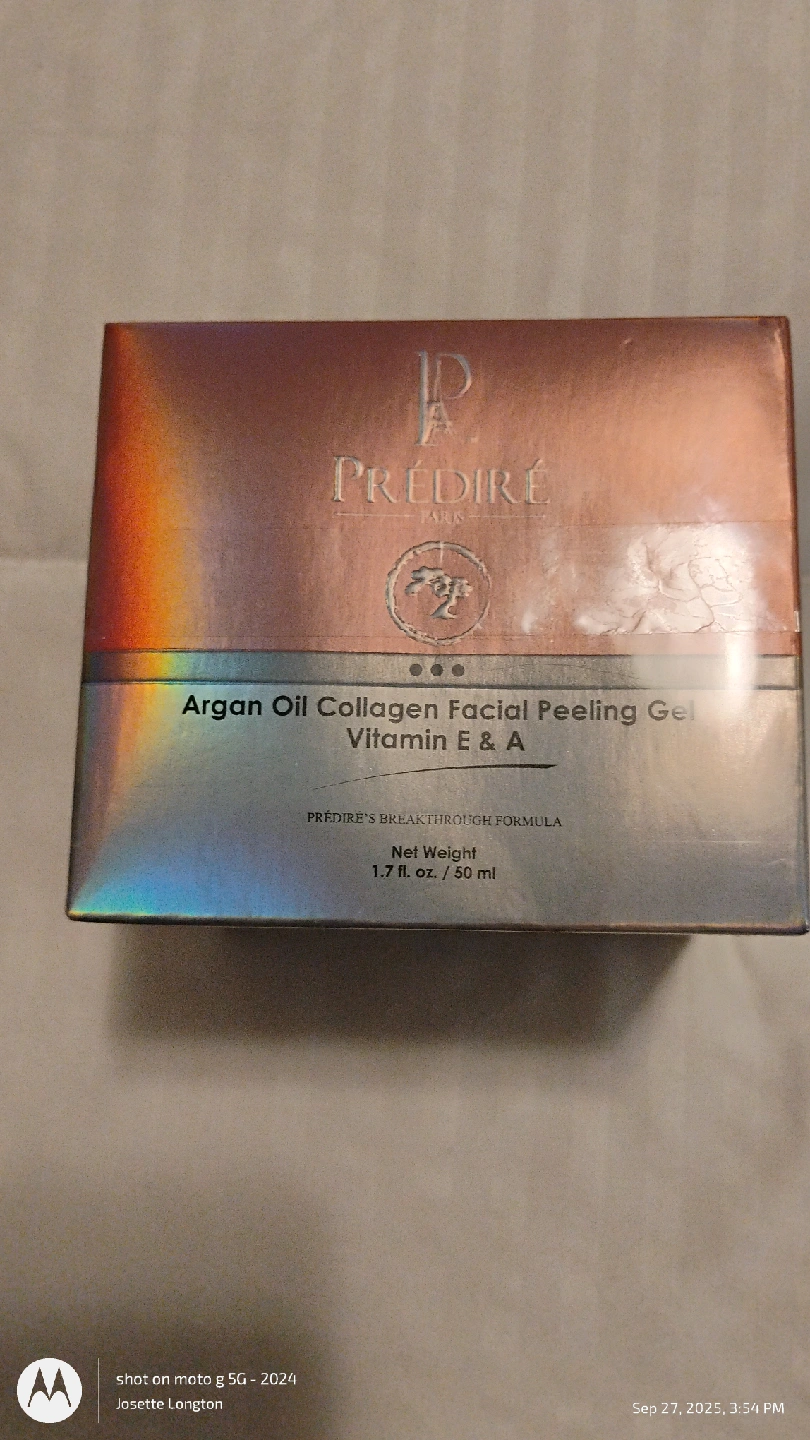 PA
PRÉDIRÉ
PARIS
Argan Oil Collagen Facial Peeling Gel
Vitamin E & A
PRÉDIRÉ'S BREAKTHROUGH FORMULA
Net Weight
1.7 fl. oz. / 50 ml
shot on moto g 5G - 2024
Josette Longton
Sep 27, 2025, 3:54 PM